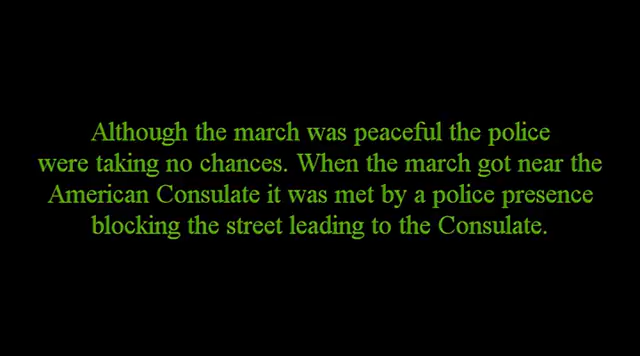 Although the march was peaceful the police
were taking no chances. When the march got near the
American Consulate it was met by a police presence
blocking the street leading to the Consulate.